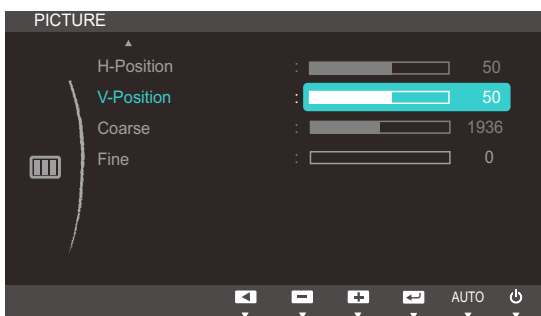 PICTURE
H-Position : 50
V-Position : 50
Coarse : 1936
Fine : 0
AUTO